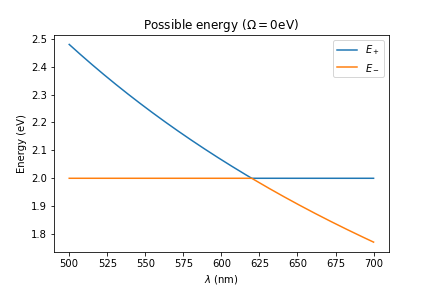 Possible energy (Ω = 0eV)
E₊
E₋
2.5
2.4
2.3
2.2
2.1
2.0
1.9
1.8
Energy (eV)
500 525 550 575 600 625 650 675 700
λ (nm)